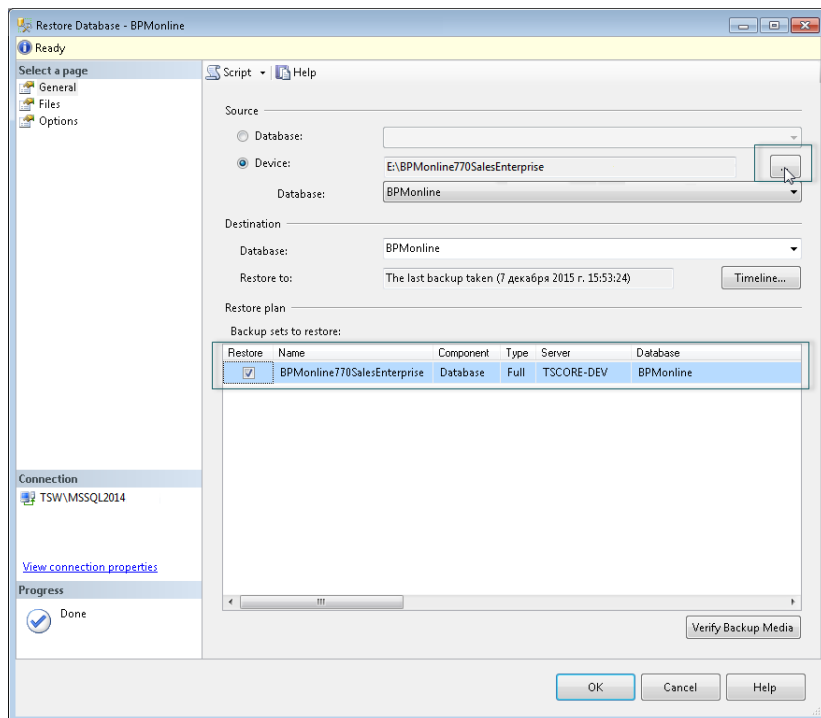 Restore Database - BPMonline
Ready
Select a page
General
Files
Options
Script
Help
Source
Database:
Device:
E:\BPMonline770SalesEnterprise
...
Database:
BPMonline
Destination
Database:
BPMonline
Restore to:
The last backup taken (7 декабря 2015 г. 15:53:24)
Timeline...
Restore plan
Backup sets to restore:
Restore Name Component Type Server Database
BPMonline770SalesEnterprise Database Full TSCORE-DEV BPMonline
Connection
TSW\MSSQL2014
View connection properties
Progress
Done
Verify Backup Media
OK Cancel Help